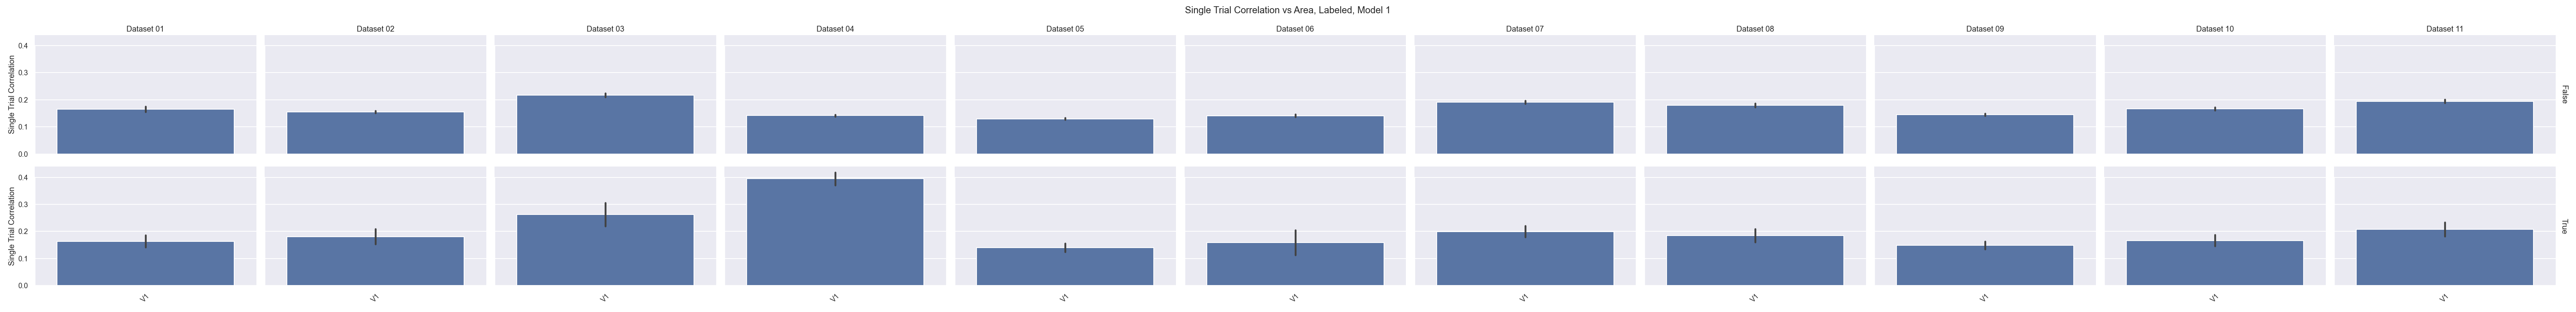 Single Trial Correlation vs Area, Labeled, Model 1
Dataset 01
Dataset 02
Dataset 03
Dataset 04
Dataset 05
Dataset 06
Dataset 07
Dataset 08
Dataset 09
Dataset 10
Dataset 11
Single Trial Correlation
0.4
0.3
0.2
0.1
0.0
False
Single Trial Correlation
0.4
0.3
0.2
0.1
0.0
True
V1
V1
V1
V1
V1
V1
V1
V1
V1
V1
V1